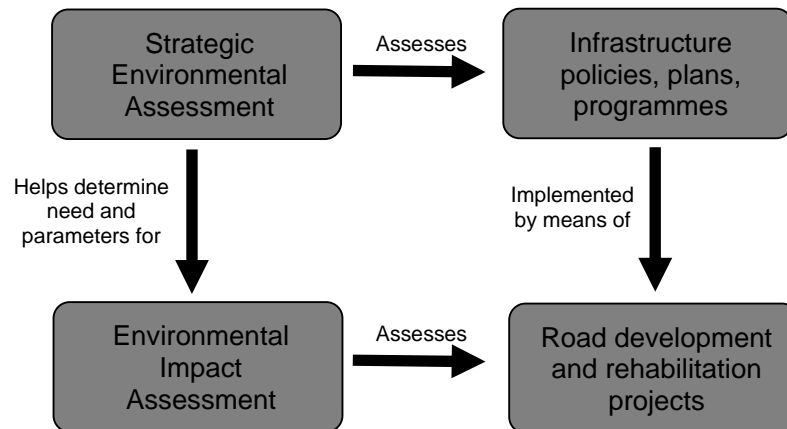 Strategic
Environmental
Assessment
Assesses
Infrastructure
policies, plans,
programmes
Helps determine
need and
parameters for
Implemented
by means of
Environmental
Impact
Assessment
Assesses
Road development
and rehabilitation
projects